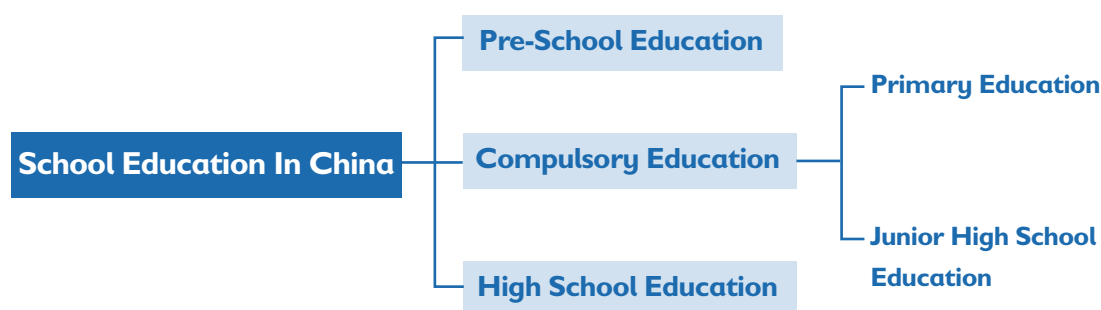 School Education In China
Pre-School Education
Compulsory Education
High School Education
Primary Education
Junior High School
Education